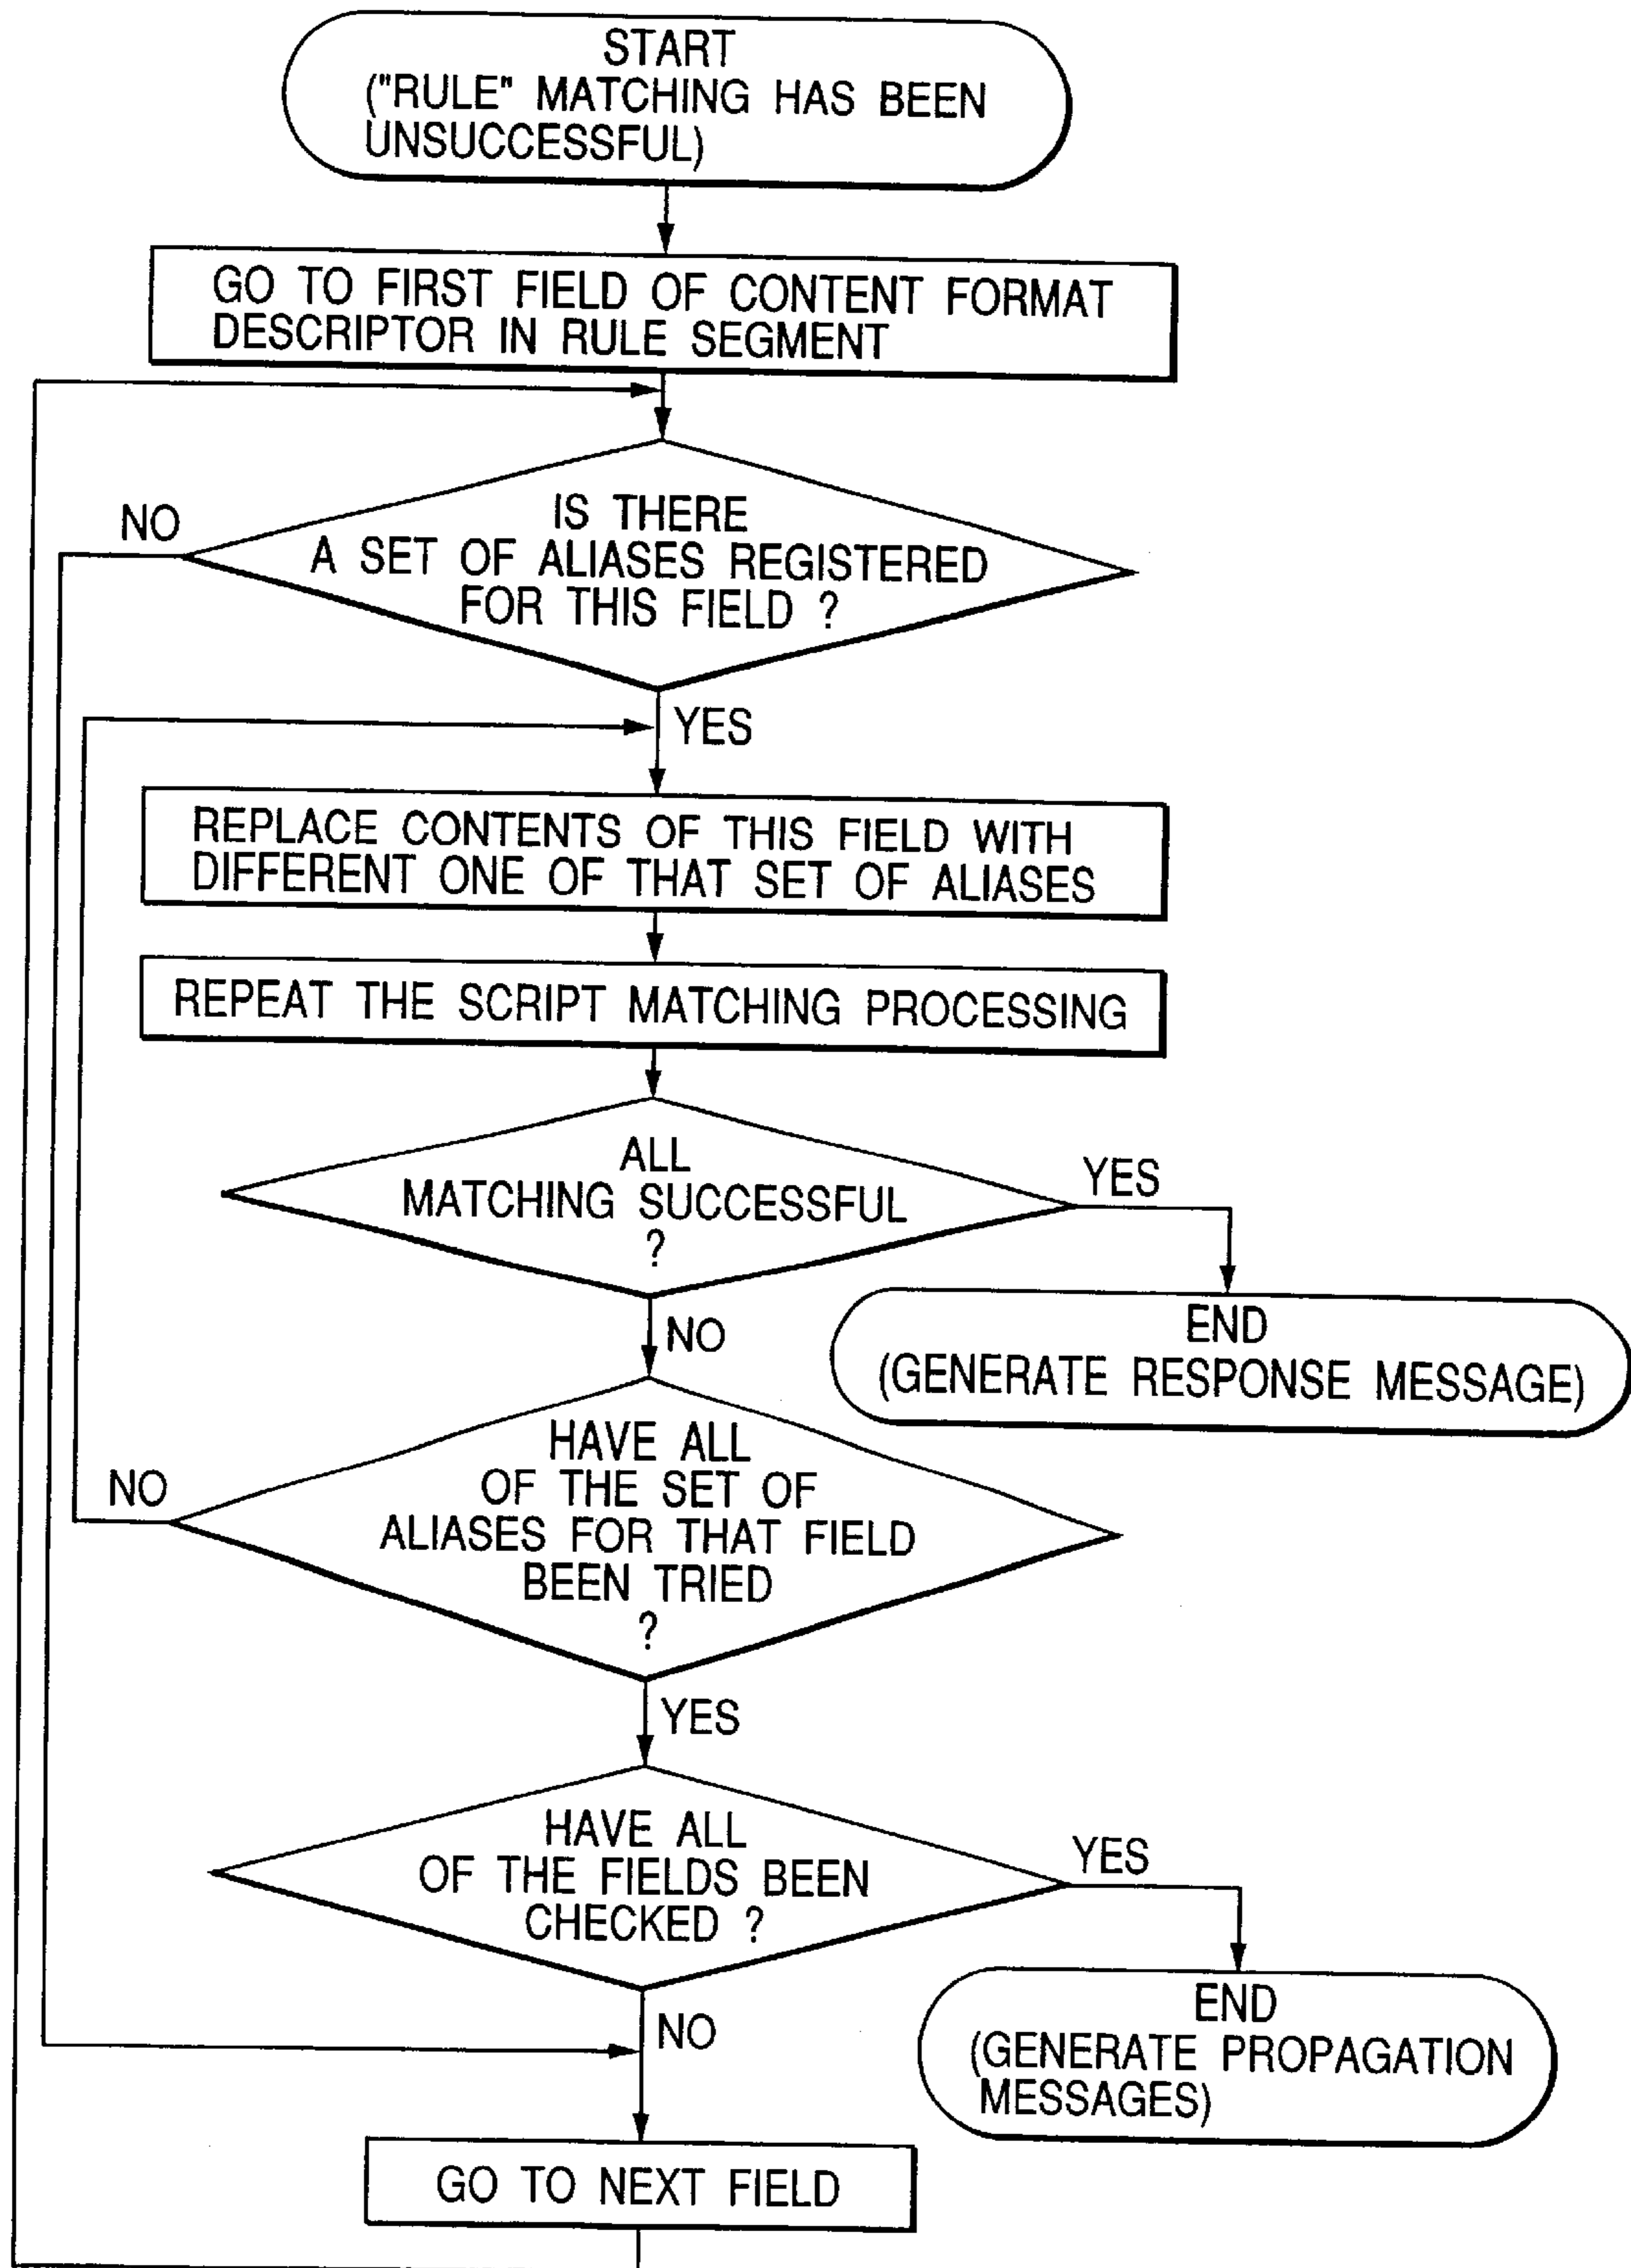 START
("RULE" MATCHING HAS BEEN
UNSUCCESSFUL)
GO TO FIRST FIELD OF CONTENT FORMAT
DESCRIPTOR IN RULE SEGMENT
NO
IS THERE
A SET OF ALIASES REGISTERED
FOR THIS FIELD ?
YES
REPLACE CONTENTS OF THIS FIELD WITH
DIFFERENT ONE OF THAT SET OF ALIASES
REPEAT THE SCRIPT MATCHING PROCESSING
ALL
MATCHING SUCCESSFUL
?
YES
NO
END
(GENERATE RESPONSE MESSAGE)
NO
HAVE ALL
OF THE SET OF
ALIASES FOR THAT FIELD
BEEN TRIED
?
YES
HAVE ALL
OF THE FIELDS BEEN
CHECKED ?
YES
NO
END
(GENERATE PROPAGATION
MESSAGES)
GO TO NEXT FIELD